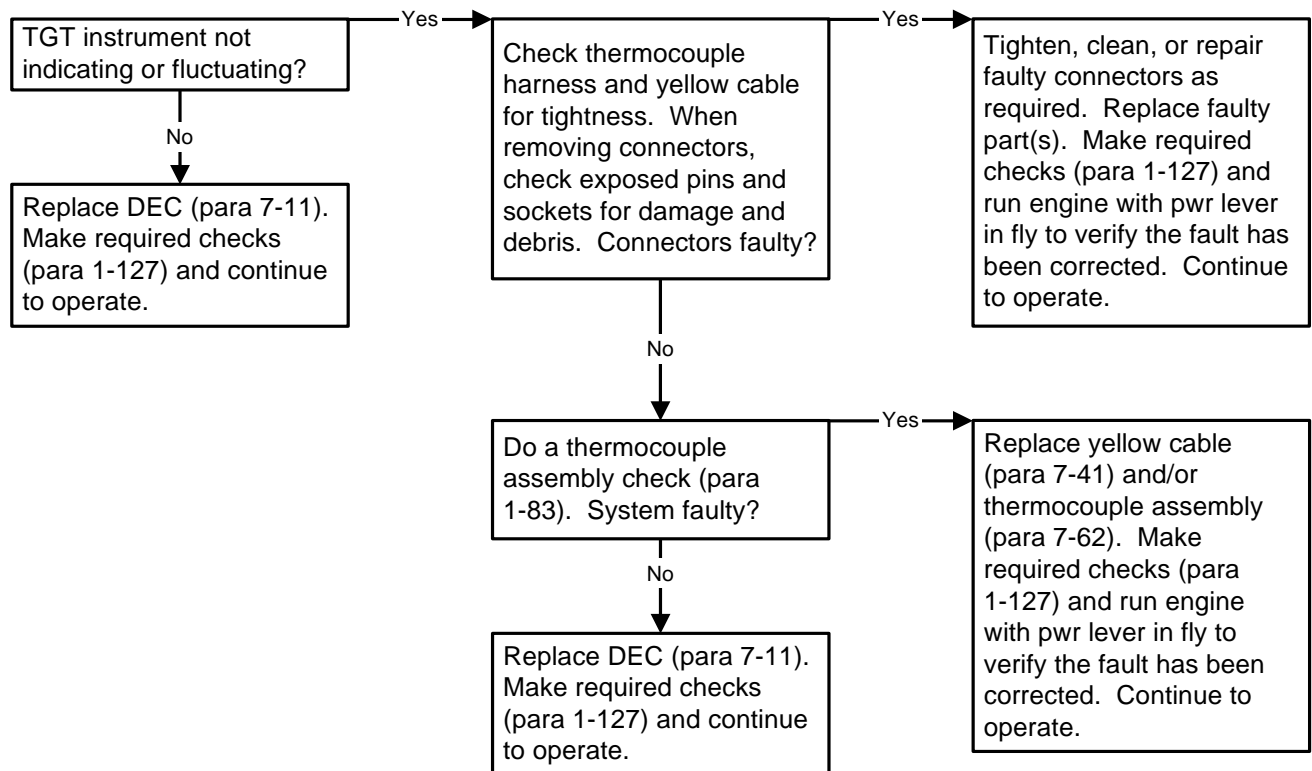 TGT instrument not
indicating or fluctuating?
Yes
Check thermocouple
harness and yellow cable
for tightness.  When
removing connectors,
check exposed pins and
sockets for damage and
debris.  Connectors faulty?
Yes
Tighten, clean, or repair
faulty connectors as
required.  Replace faulty
part(s).  Make required
checks (para 1-127) and
run engine with pwr lever
in fly to verify the fault has
been corrected.  Continue
to operate.
No
Replace DEC (para 7-11).
Make required checks
(para 1-127) and continue
to operate.
No
Do a thermocouple
assembly check (para
1-83).  System faulty?
Yes
Replace yellow cable
(para 7-41) and/or
thermocouple assembly
(para 7-62).  Make
required checks (para
1-127) and run engine
with pwr lever in fly to
verify the fault has been
corrected.  Continue to
operate.
No
Replace DEC (para 7-11).
Make required checks
(para 1-127) and continue
to operate.